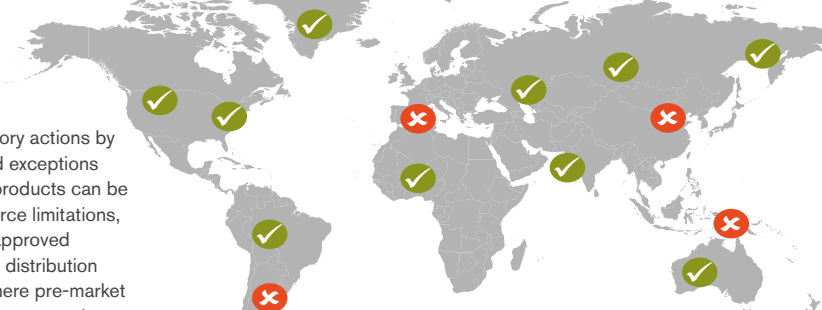 ory actions by
d exceptions
products can be
rce limitations,
approved
distribution
here pre-market